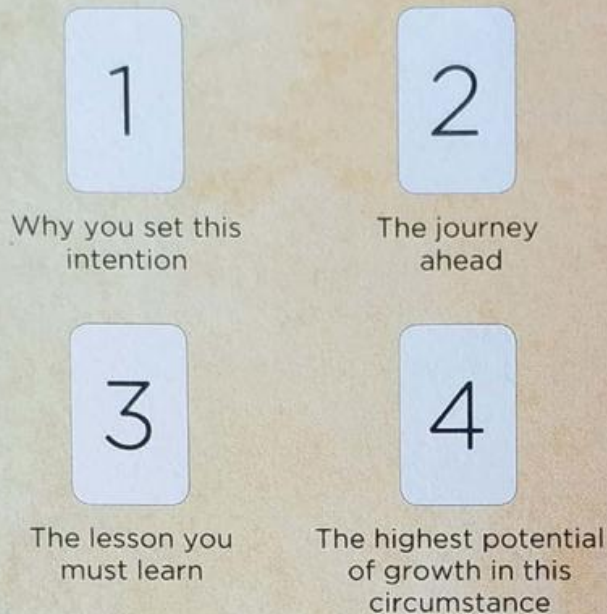 1
2
Why you set this
intention
The journey
ahead
3
4
The lesson you
must learn
The highest potential
of growth in this
circumstance